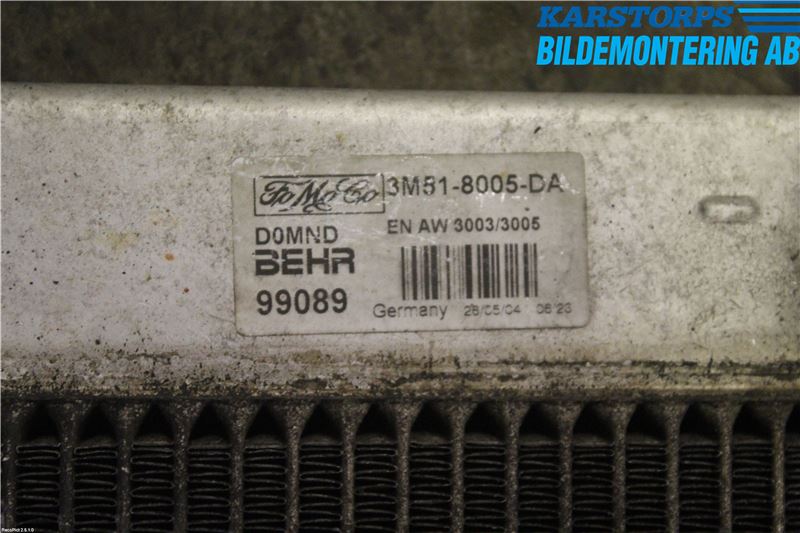 KARSTORPS
BILDEMONTERING AB
FoMoCo 3M51-8005-DA
D0MND EN AW 3003/3005
BEHR
99089
Germany 28/05/04 06:23